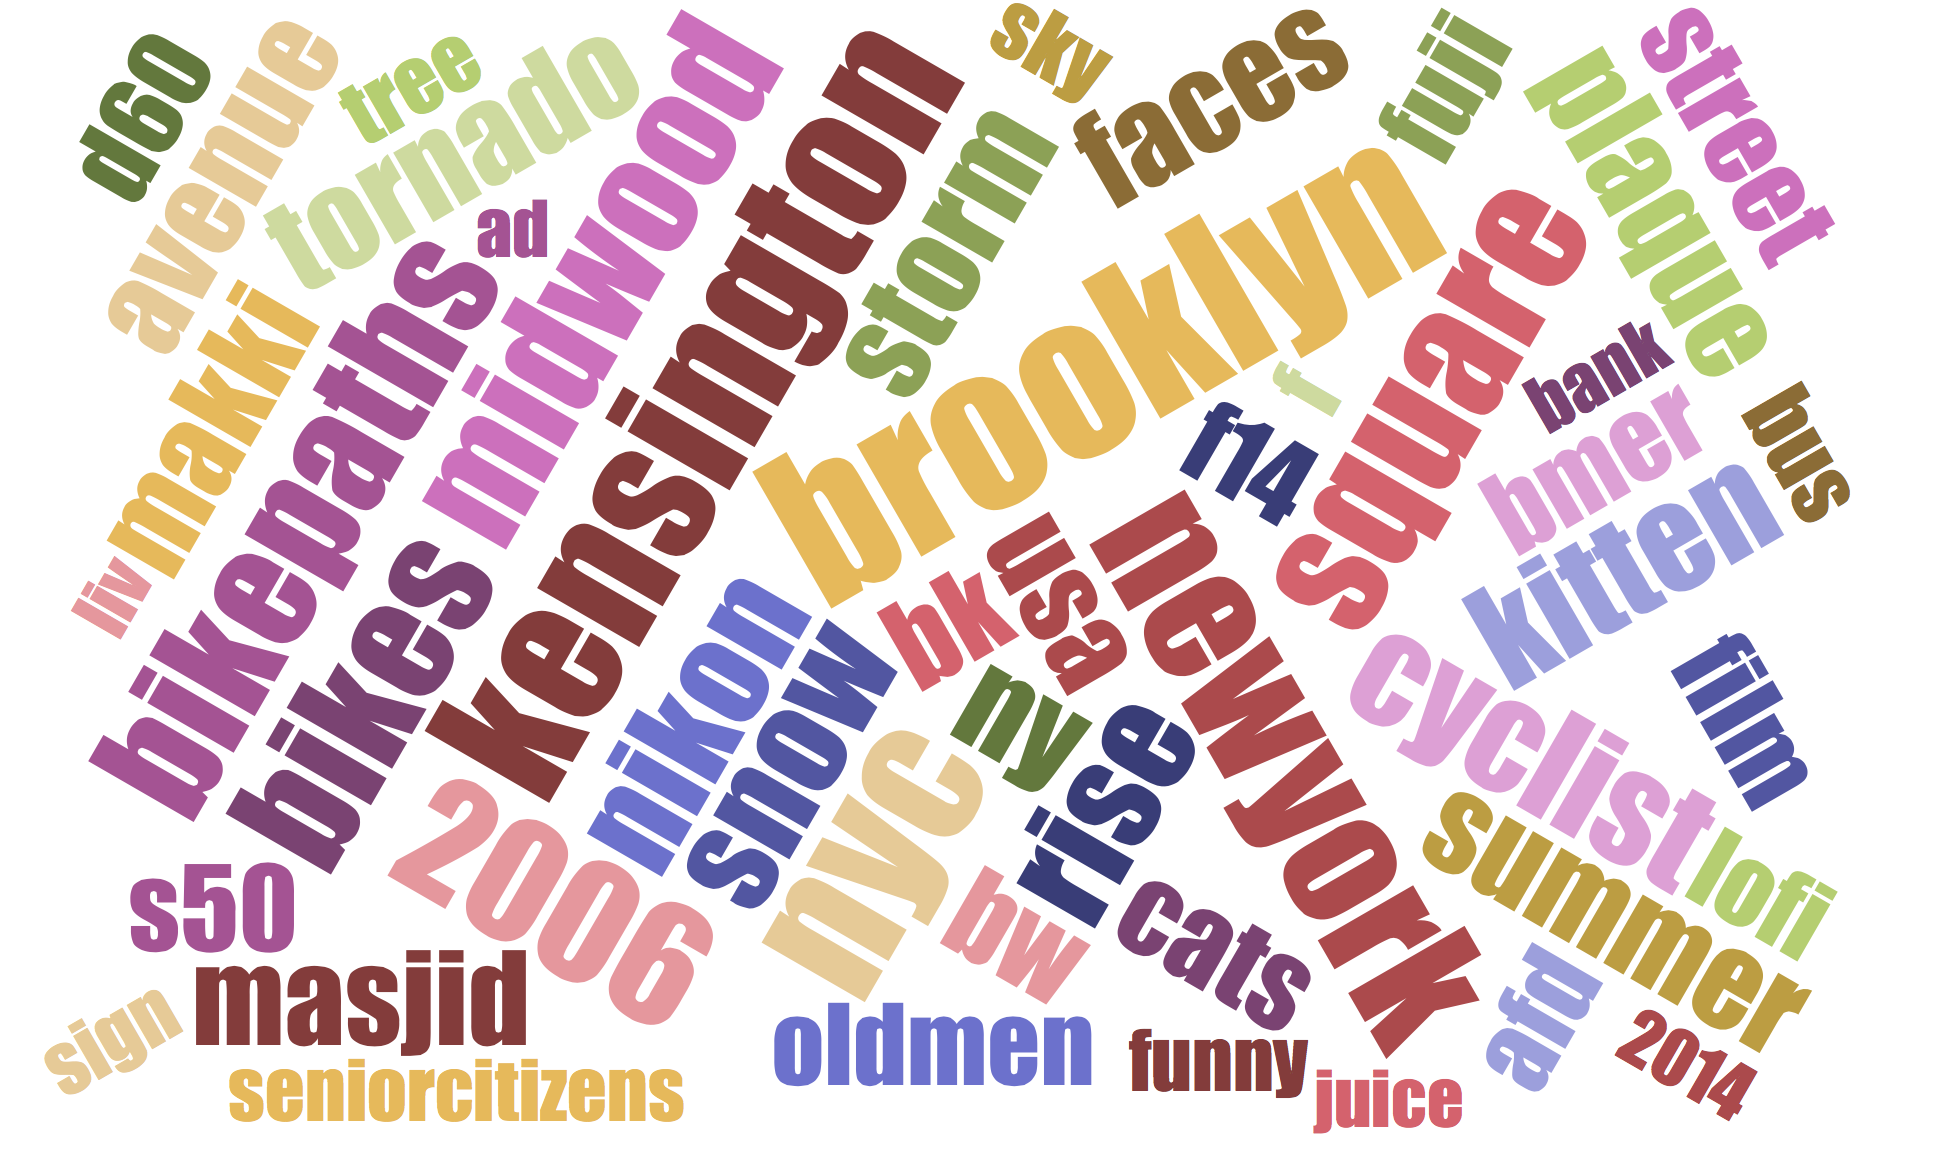 d60
avenue
tree
tornado
ad
midwood
kensington
sky
faces
storm
fuji
plaque
street
brooklyn
square
makki
bikepaths
liv
bikes
f
f14
bank
bmer
bus
kitten
bk
usa
newyork
nikon
snow
ny
nyc
rise
cyclist
film
2006
summer
lofi
s50
bw
cats
masjid
sign
seniorcitizens
oldmen
funny
juice
afd
2014